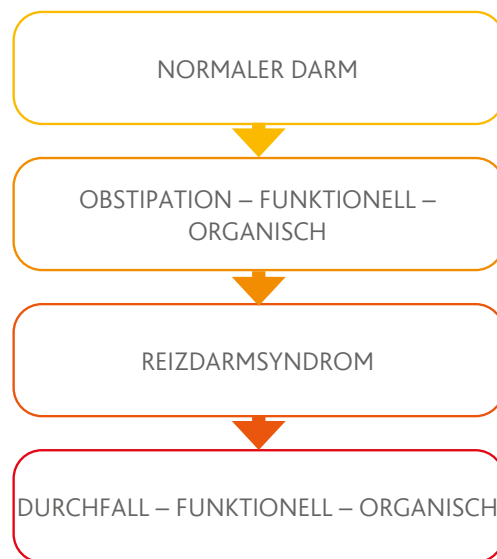 NORMALER DARM
OBSTIPATION – FUNKTIONELL –
ORGANISCH
REIZDARMSYNDROM
DURCHFALL – FUNKTIONELL – ORGANISCH